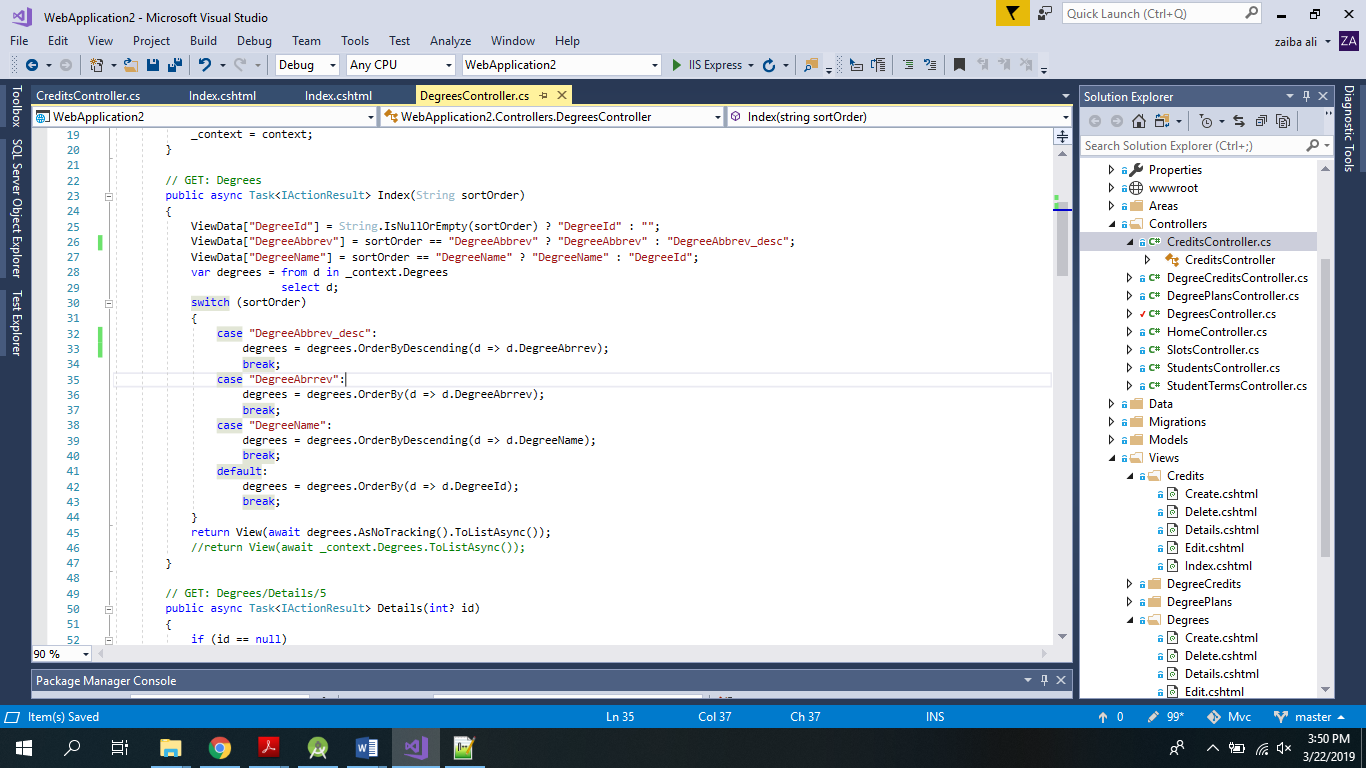 WebApplication2 - Microsoft Visual Studio
Quick Launch (Ctrl+Q)
File Edit View Project Build Debug Team Tools Test Analyze Window Help
zaiba ali ZA
Debug Any CPU WebApplication2 IIS Express
Toolbox
SQL Server Object Explorer
Test Explorer
CreditsController.cs Index.cshtml Index.cshtml DegreesController.cs
WebApplication2 WebApplication2.Controllers.DegreesController Index(string sortOrder)
19 _context = context;
20 }
21
22 // GET: Degrees
23 public async Task<IActionResult> Index(String sortOrder)
24 {
25 ViewData["DegreeId"] = String.IsNullOrEmpty(sortOrder) ? "DegreeId" : "";
26 ViewData["DegreeAbbrev"] = sortOrder == "DegreeAbbrev" ? "DegreeAbbrev" : "DegreeAbbrev_desc";
27 ViewData["DegreeName"] = sortOrder == "DegreeName" ? "DegreeName" : "DegreeId";
28 var degrees = from d in _context.Degrees
29 select d;
30 switch (sortOrder)
31 {
32 case "DegreeAbbrev_desc":
33 degrees = degrees.OrderByDescending(d => d.DegreeAbrrev);
34 break;
35 case "DegreeAbrrev":
36 degrees = degrees.OrderBy(d => d.DegreeAbrrev);
37 break;
38 case "DegreeName":
39 degrees = degrees.OrderByDescending(d => d.DegreeName);
40 break;
41 default:
42 degrees = degrees.OrderBy(d => d.DegreeId);
43 break;
44 }
45 return View(await degrees.AsNoTracking().ToListAsync());
46 //return View(await _context.Degrees.ToListAsync());
47 }
48
49 // GET: Degrees/Details/5
50 public async Task<IActionResult> Details(int? id)
51 {
52 if (id == null)
90 %
Package Manager Console
Solution Explorer
Search Solution Explorer (Ctrl+;)
Properties
wwwroot
Areas
Controllers
C# CreditsController.cs
CreditsController
C# DegreeCreditsController.cs
C# DegreePlansController.cs
C# DegreesController.cs
C# HomeController.cs
C# SlotsController.cs
C# StudentsController.cs
C# StudentTermsController.cs
Data
Migrations
Models
Views
Credits
Create.cshtml
Delete.cshtml
Details.cshtml
Edit.cshtml
Index.cshtml
DegreeCredits
DegreePlans
Degrees
Create.cshtml
Delete.cshtml
Details.cshtml
Edit.cshtml
Diagnostic Tools
Item(s) Saved Ln 35 Col 37 Ch 37 INS 0 99* Mvc master
3:50 PM
3/22/2019